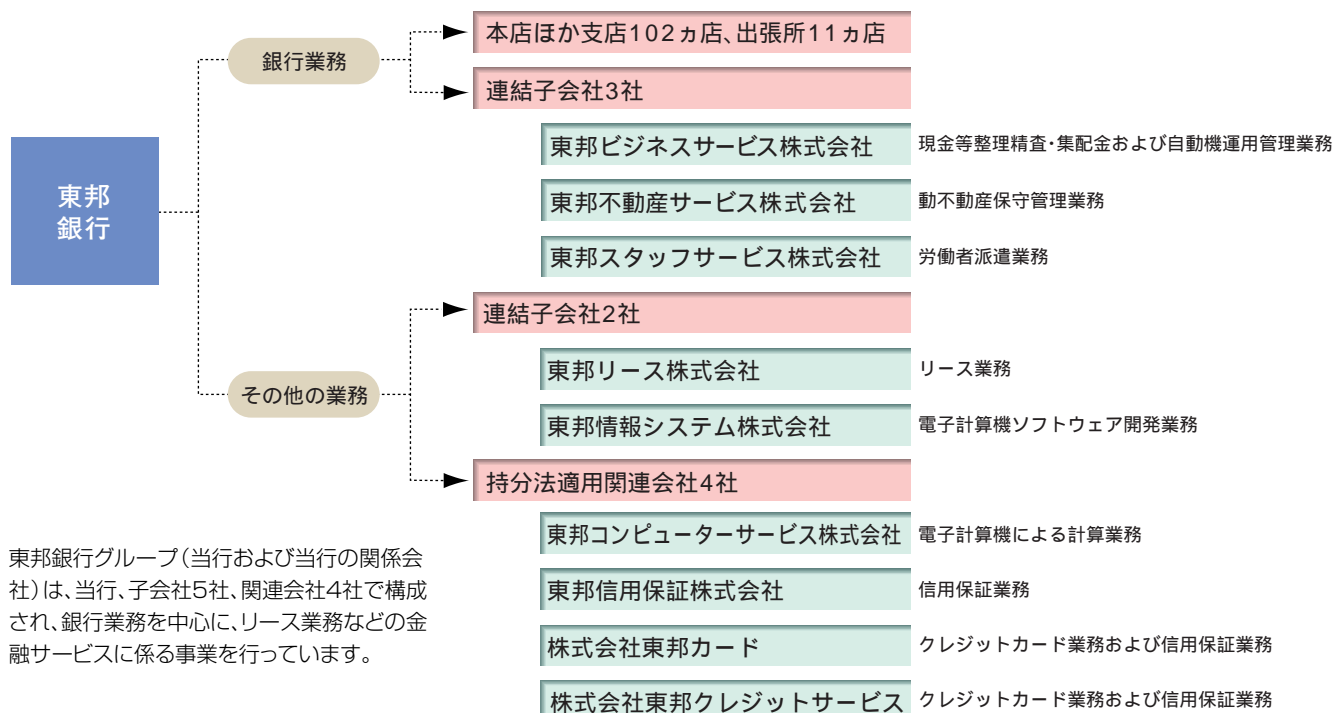 本店ほか支店102ヵ店、出張所11ヵ店
銀行業務
連結子会社3社
東邦ビジネスサービス株式会社 現金等整理精査・集配金および自動機運用管理業務
東邦
銀行
東邦不動産サービス株式会社 動不動産保守管理業務
東邦スタッフサービス株式会社 労働者派遣業務
連結子会社2社
東邦リース株式会社 リース業務
その他の業務
東邦情報システム株式会社 電子計算機ソフトウェア開発業務
持分法適用関連会社4社
東邦コンピューターサービス株式会社 電子計算機による計算業務
東邦信用保証株式会社 信用保証業務
株式会社東邦カード クレジットカード業務および信用保証業務
株式会社東邦クレジットサービス クレジットカード業務および信用保証業務
東邦銀行グループ(当行および当行の関係会
社)は、当行、子会社5社、関連会社4社で構成
され、銀行業務を中心に、リース業務などの金
融サービスに係る事業を行っています。